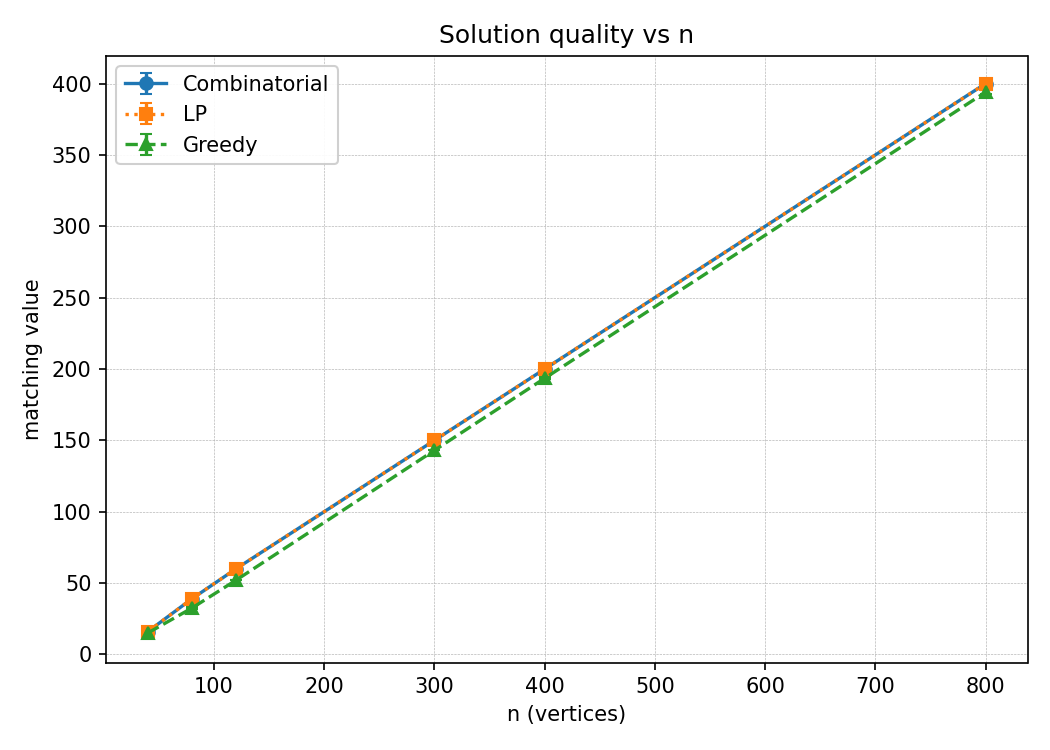 Solution quality vs n
Combinatorial
LP
Greedy
matching value
400
350
300
250
200
150
100
50
0
100 200 300 400 500 600 700 800
n (vertices)